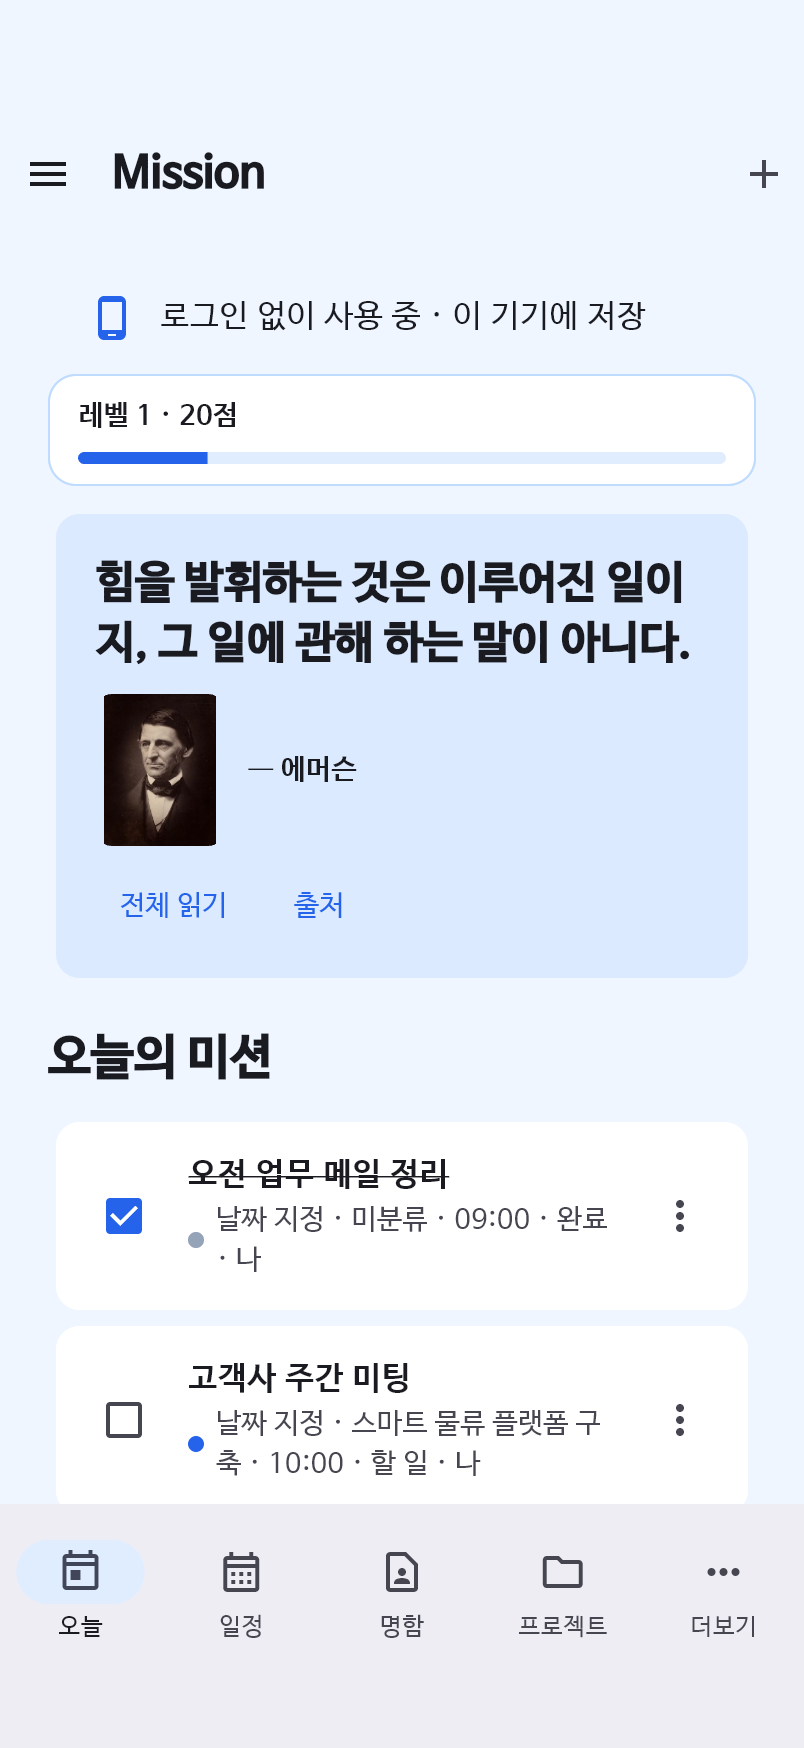 Mission
로그인 없이 사용 중 · 이 기기에 저장
레벨 1 · 20점
힘을 발휘하는 것은 이루어진 일이
지, 그 일에 관해 하는 말이 아니다.
— 에머슨
전체 읽기 출처
오늘의 미션
오전 업무 메일 정리
날짜 지정 · 미분류 · 09:00 · 완료
· 나
고객사 주간 미팅
날짜 지정 · 스마트 물류 플랫폼 구
축 · 10:00 · 할 일 · 나
오늘 일정 명함 프로젝트 더보기